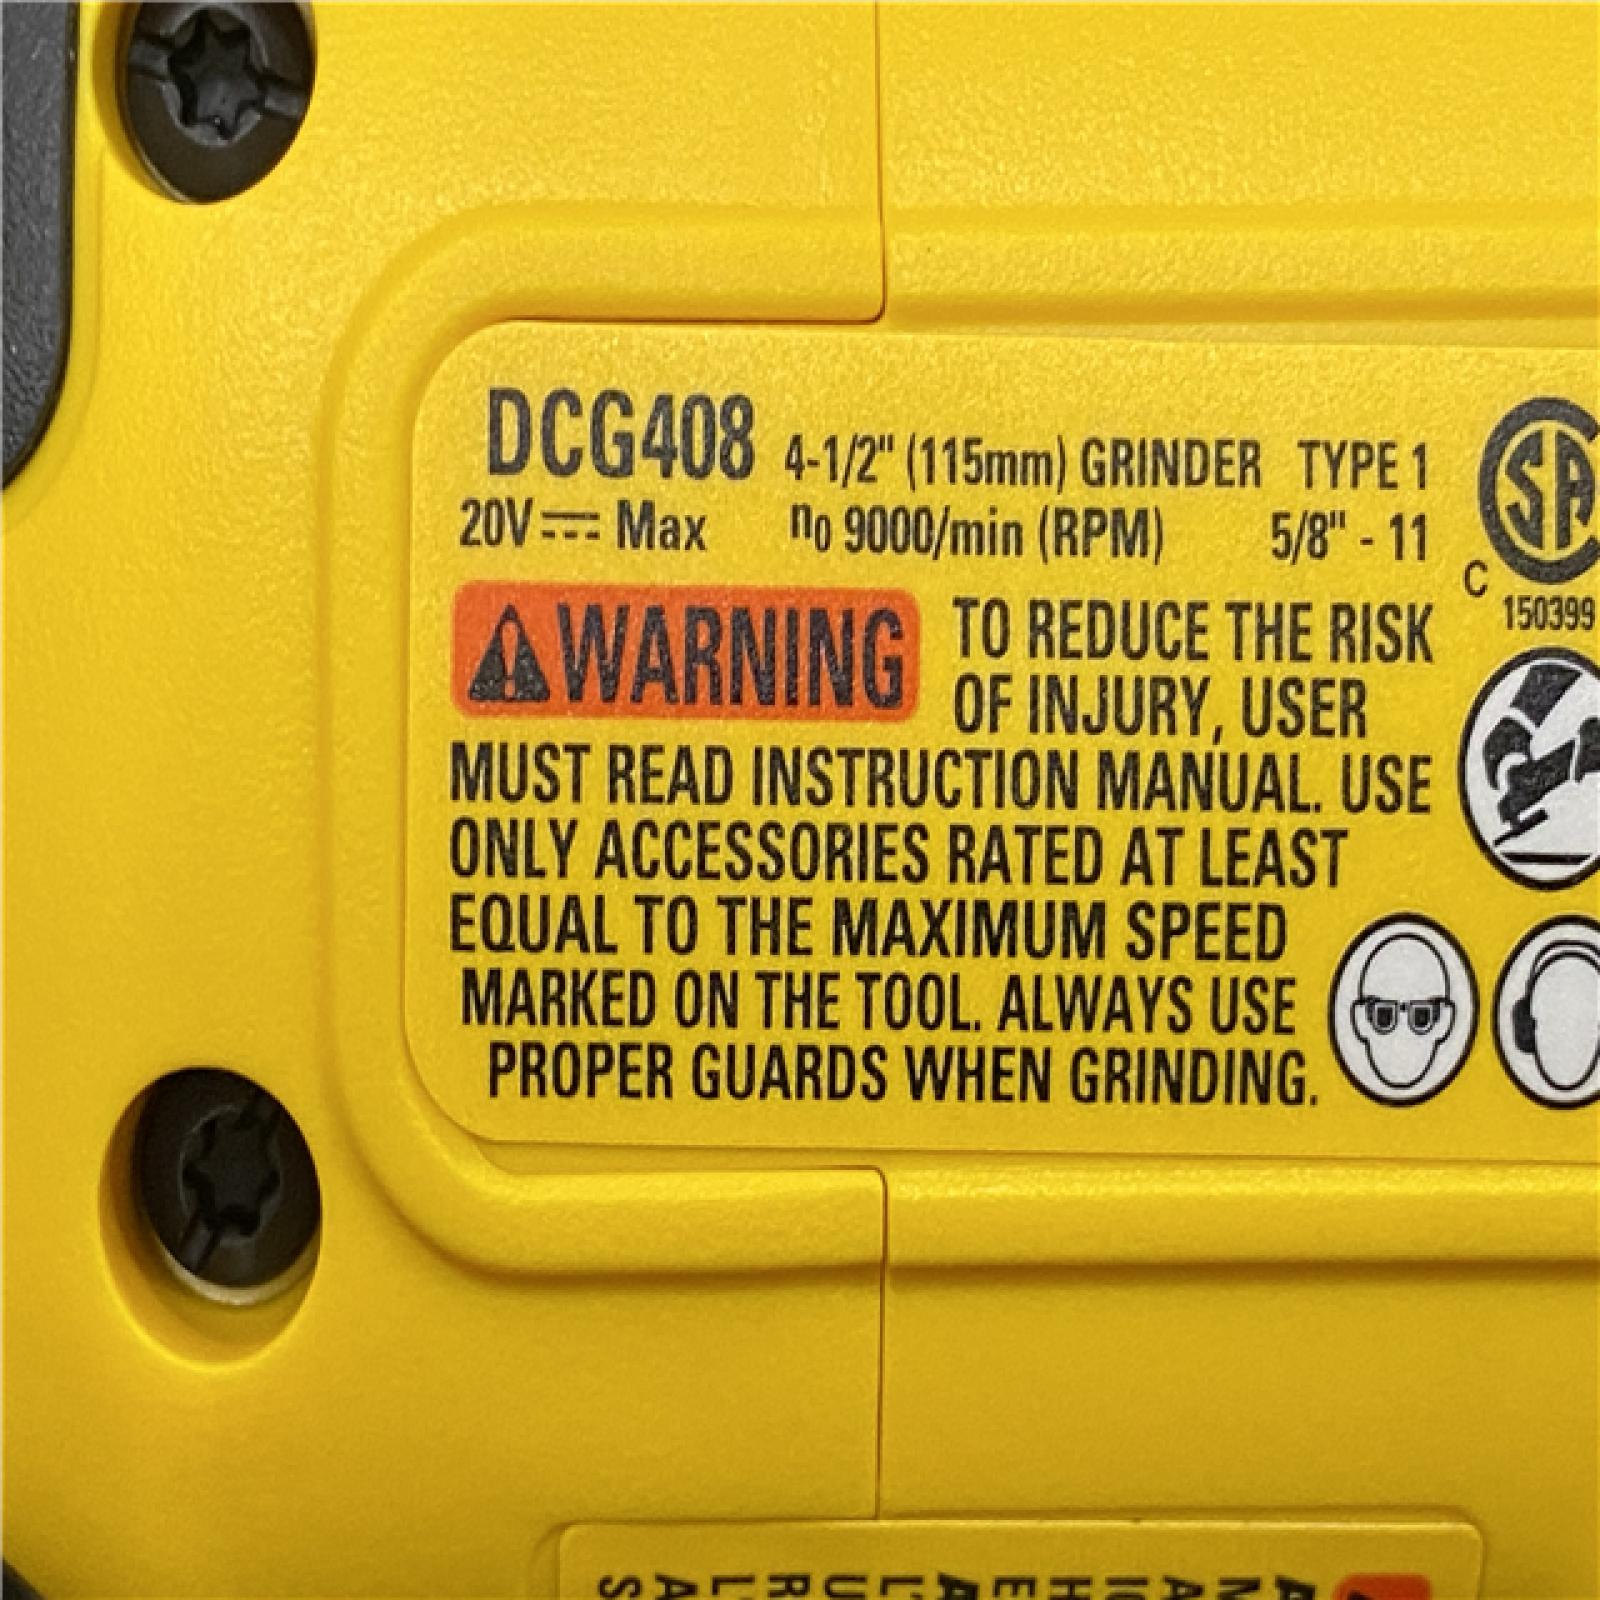 DCG408 4-1/2" (115mm) GRINDER TYPE 1
20V⎓ Max n0 9000/min (RPM) 5/8" - 11
C SA
150399
WARNING TO REDUCE THE RISK
OF INJURY, USER
MUST READ INSTRUCTION MANUAL. USE
ONLY ACCESSORIES RATED AT LEAST
EQUAL TO THE MAXIMUM SPEED
MARKED ON THE TOOL. ALWAYS USE
PROPER GUARDS WHEN GRINDING.